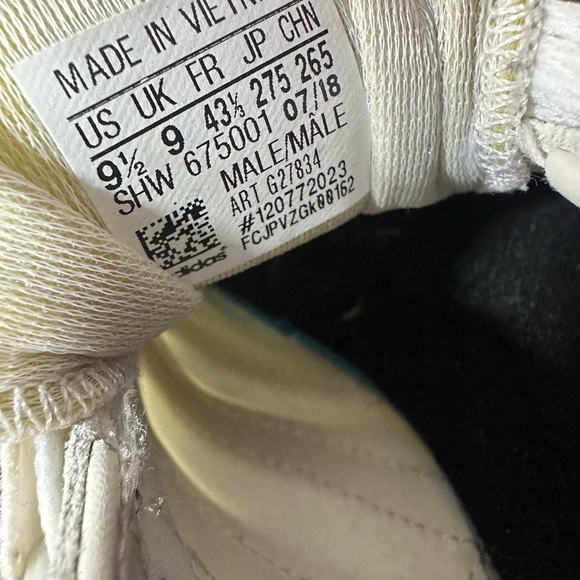 MADE IN VIETN
US UK FR JP CHN
9½ 9 43⅓ 275 265
SHW 675001 07/18
MALE/MÂLE
ART G27834
#120772023
FCJPVZGk00162
adidas